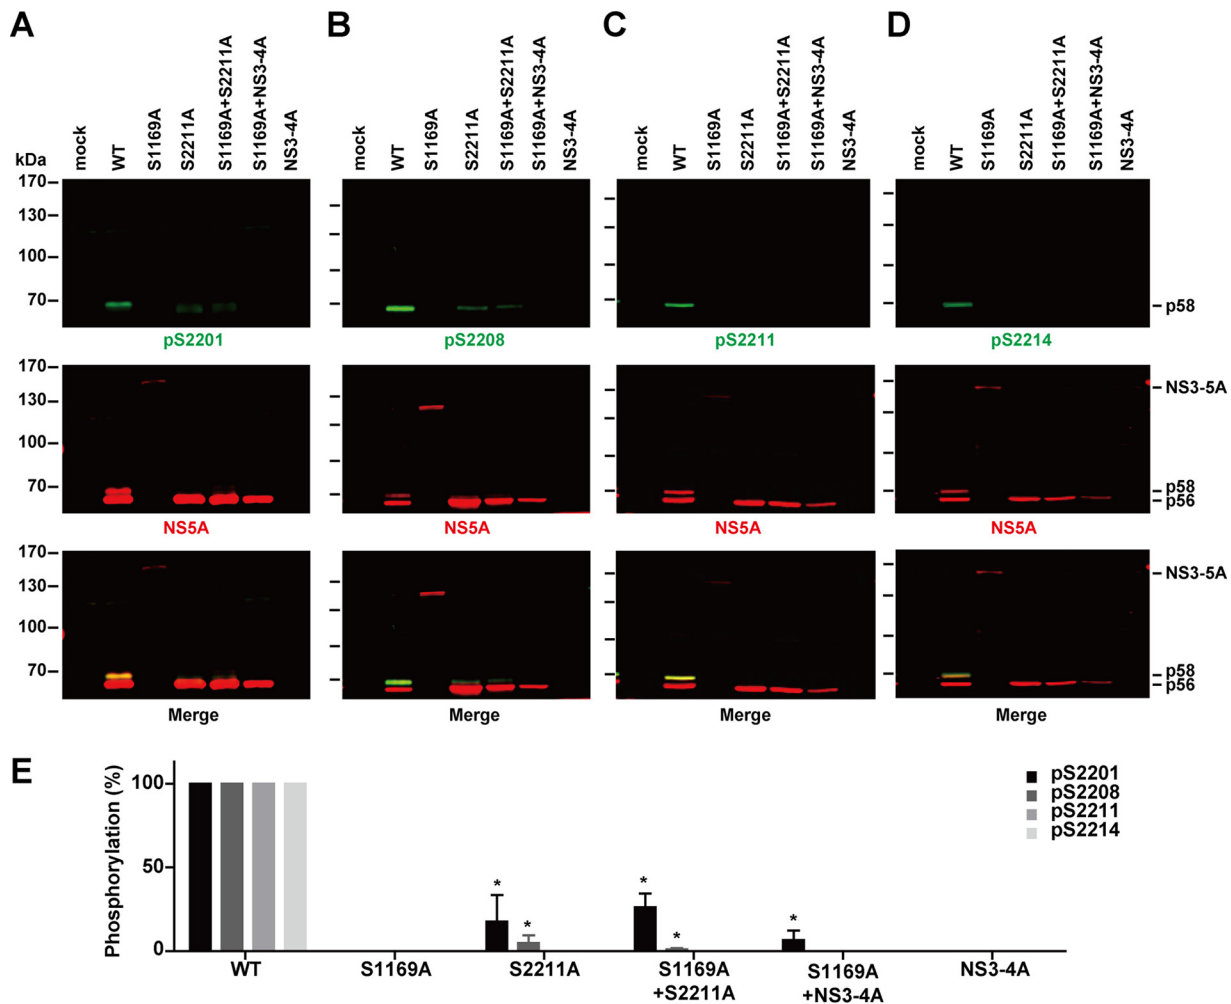 A
B
C
D
mock
WT
S1169A
S2211A
S1169A+S2211A
S1169A+NS3-4A
NS3-4A
mock
WT
S1169A
S2211A
S1169A+S2211A
S1169A+NS3-4A
NS3-4A
mock
WT
S1169A
S2211A
S1169A+S2211A
S1169A+NS3-4A
NS3-4A
mock
WT
S1169A
S2211A
S1169A+S2211A
S1169A+NS3-4A
NS3-4A
kDa
170
130
100
70
p58
pS2201
pS2208
pS2211
pS2214
170
130
100
70
NS3-5A
p58
p56
NS5A
NS5A
NS5A
NS5A
170
130
100
70
NS3-5A
p58
p56
Merge
Merge
Merge
Merge
E
Phosphorylation (%)
100
50
0
* * * * *
pS2201
pS2208
pS2211
pS2214
WT
S1169A
S2211A
S1169A
+S2211A
S1169A
+NS3-4A
NS3-4A